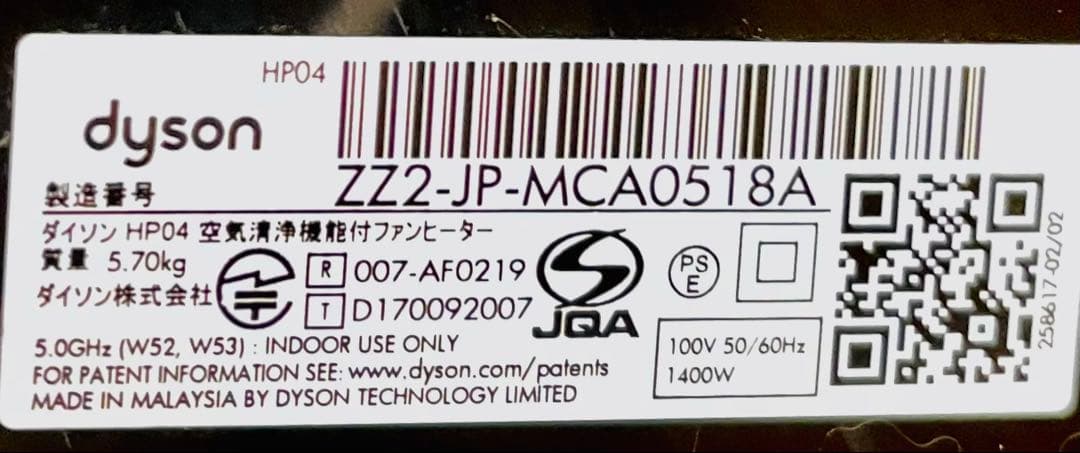 HP04
dyson
製造番号 ZZ2-JP-MCA0518A
ダイソン HP04 空気清浄機能付ファンヒーター
質量 5.70kg
ダイソン株式会社
R 007-AF0219
T D170092007
JQA
PS
E
5.0GHz (W52, W53) : INDOOR USE ONLY
FOR PATENT INFORMATION SEE: www.dyson.com/patents
MADE IN MALAYSIA BY DYSON TECHNOLOGY LIMITED
100V 50/60Hz
1400W
258617-02/02